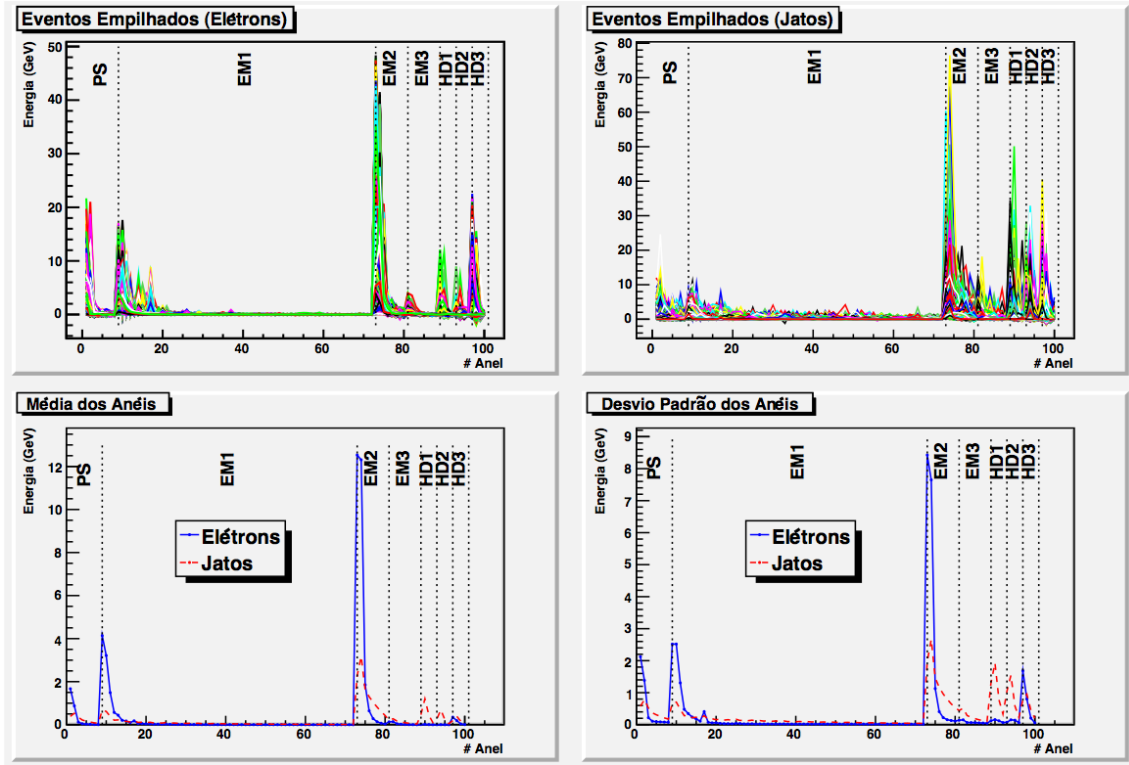 Eventos Empilhados (Elétrons)
Energia (GeV)
50
40
30
20
10
0
PS
EM1
EM2
EM3
HD1
HD2
HD3
0 20 40 60 80 100
# Anel
Eventos Empilhados (Jatos)
Energia (GeV)
80
70
60
50
40
30
20
10
0
PS
EM1
EM2
EM3
HD1
HD2
HD3
0 20 40 60 80 100
# Anel
Média dos Anéis
Energia (GeV)
12
10
8
6
4
2
0
PS
EM1
EM2
EM3
HD1
HD2
HD3
Elétrons
Jatos
0 20 40 60 80 100
# Anel
Desvio Padrão dos Anéis
Energia (GeV)
9
8
7
6
5
4
3
2
1
0
PS
EM1
EM2
EM3
HD1
HD2
HD3
Elétrons
Jatos
0 20 40 60 80 100
# Anel